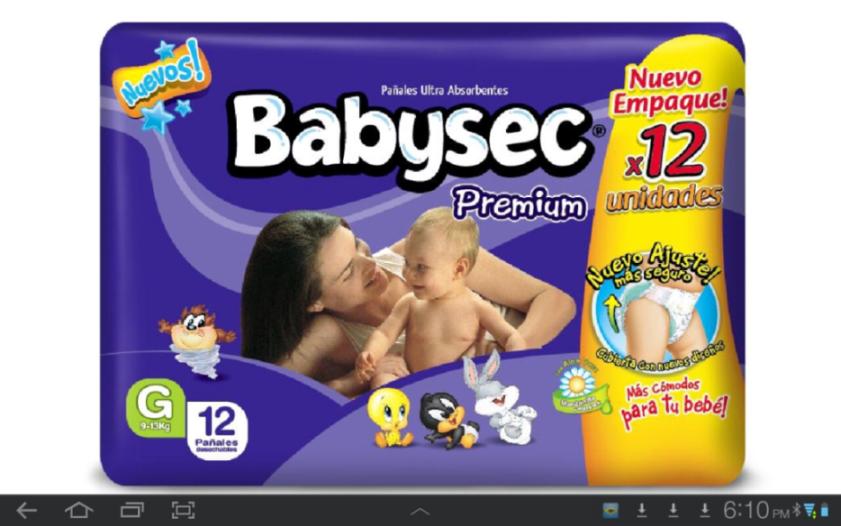 Nuevos!
Pañales Ultra Absorbentes
Babysec®
Premium
Nuevo
Empaque!
x12
unidades
Nuevo Ajuste!
más seguro
Cubierta con nuevos diseños
Más Cómodos
para tu bebé!
G
9-13Kg
12
Pañales
desechables
6:10 PM